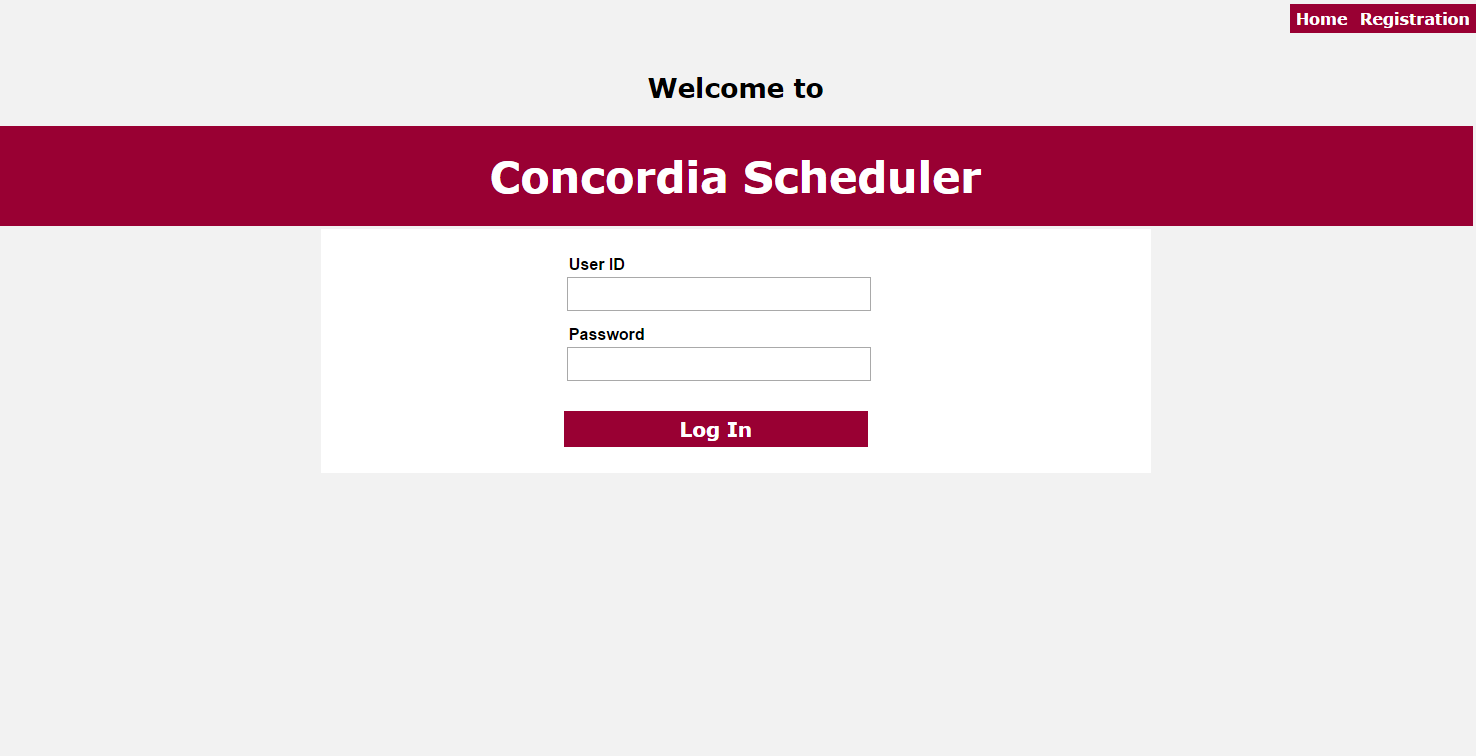 Home Registration
Welcome to
Concordia Scheduler
User ID
Password
Log In